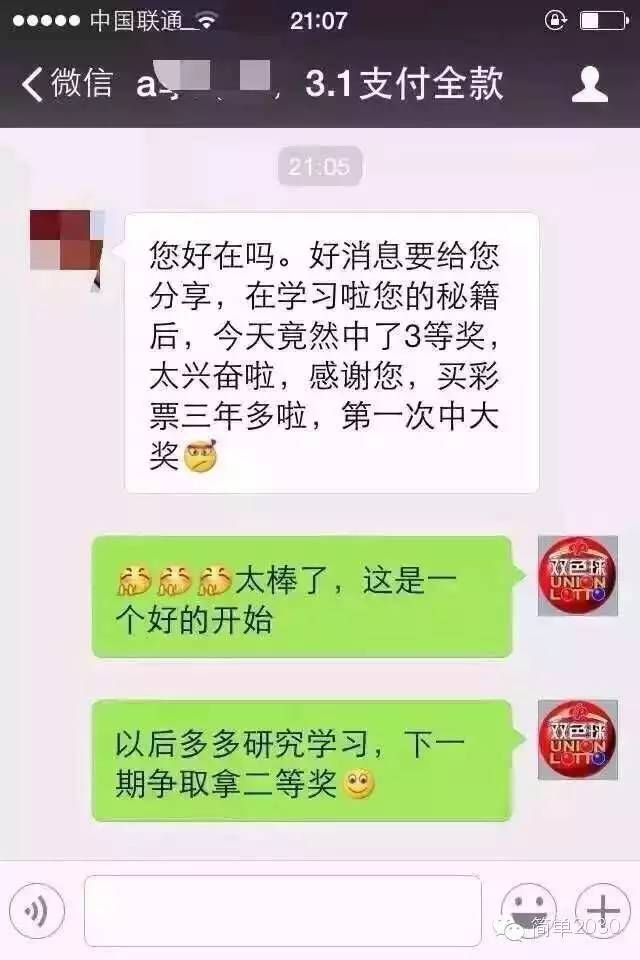 中国联通
21:07
微信
3.1支付全款
21:05
您好在吗。好消息要给您
分享，在学习啦您的秘籍
后，今天竟然中了3等奖，
太兴奋啦，感谢您，买彩
票三年多啦，第一次中大
奖
太棒了，这是一
个好的开始
双色球
UNION
LOTTO
以后多多研究学习，下一
期争取拿二等奖
双色球
UNION
LOTTO
简单2030